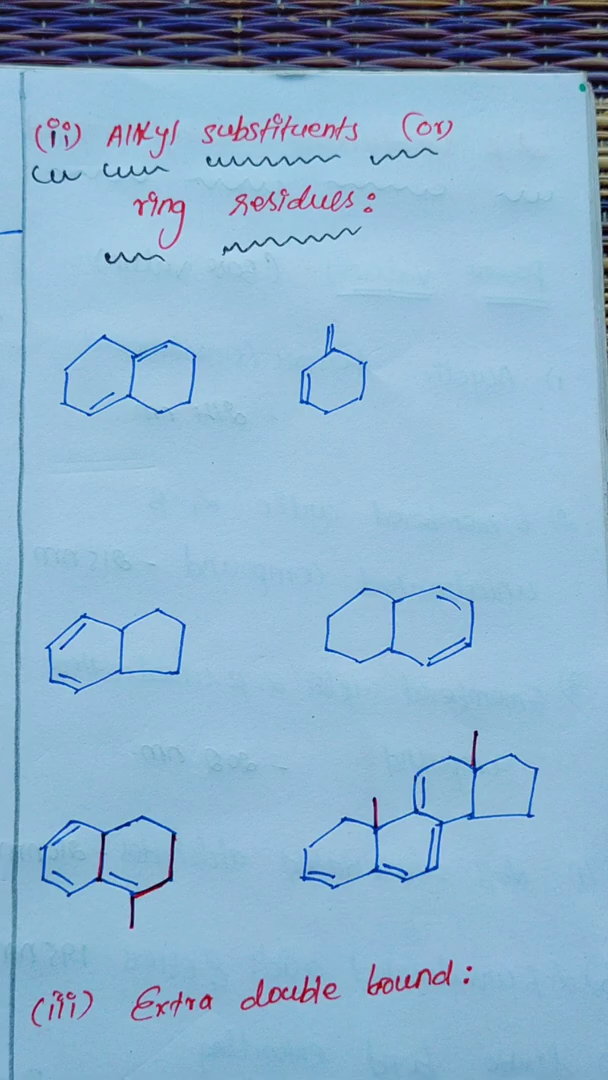 (ii) Alkyl substituents (or)
ring residues:
(iii) Extra double bound: